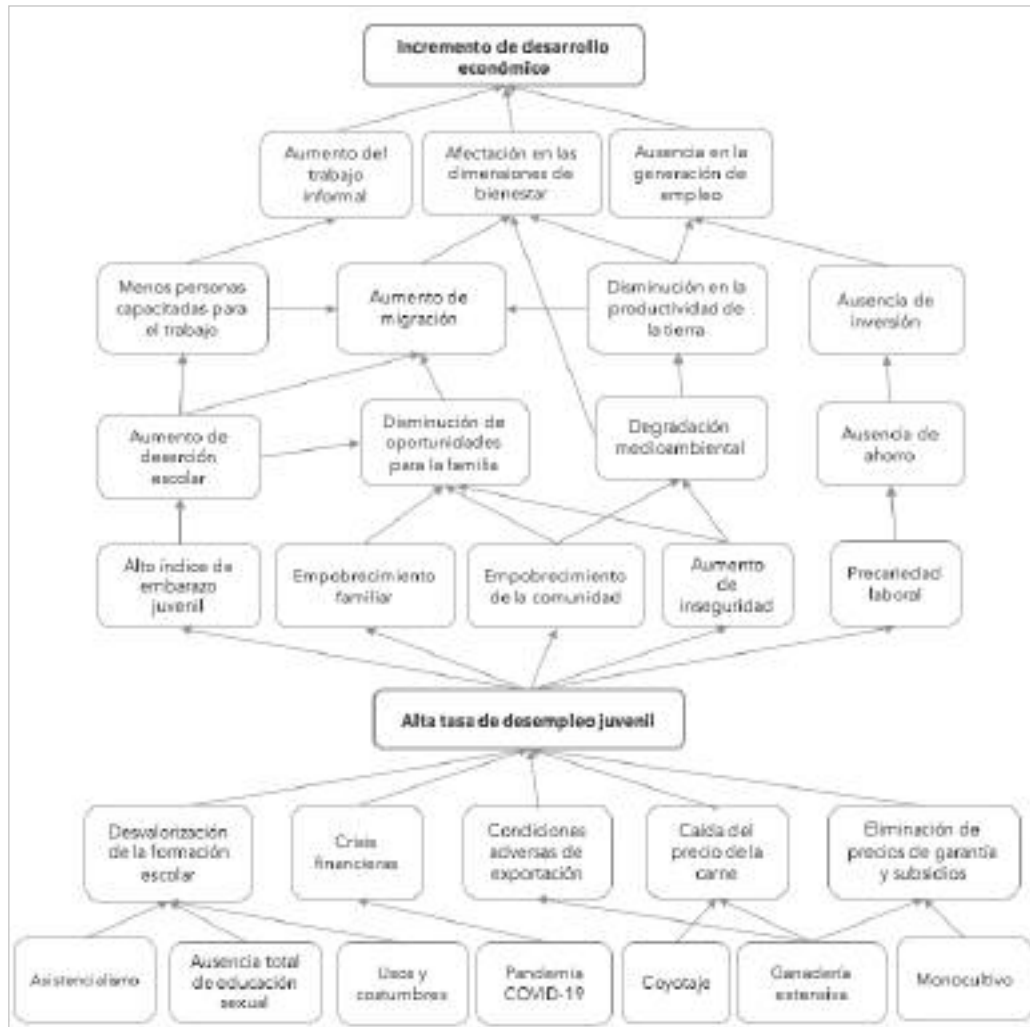 Incremento de desarrollo
económico
Aumento del
trabajo
informal
Afectación en las
dimensiones de
bienestar
Ausencia en la
generación de
empleo
Menos personas
capacitadas para
el trabajo
Aumento de
migración
Disminución en la
productividad de
la tierra
Ausencia de
inversión
Aumento de
deserción
escolar
Disminución de
oportunidades
para la familia
Degradación
medioambiental
Ausencia de
ahorro
Alto índice de
embarazo
juvenil
Empobrecimiento
familiar
Empobrecimiento
de la comunidad
Aumento
de
inseguridad
Precariedad
laboral
Alta tasa de desempleo juvenil
Desvalorización
de la formación
escolar
Crisis
financieras
Condiciones
adversas de
exportación
Caída del
precio de la
carne
Eliminación de
precios de garantía
y subsidios
Asistencialismo
Ausencia total
de educación
sexual
Usos y
costumbres
Pandemia
COVID-19
Coyotaje
Ganadería
extensiva
Monocultivo